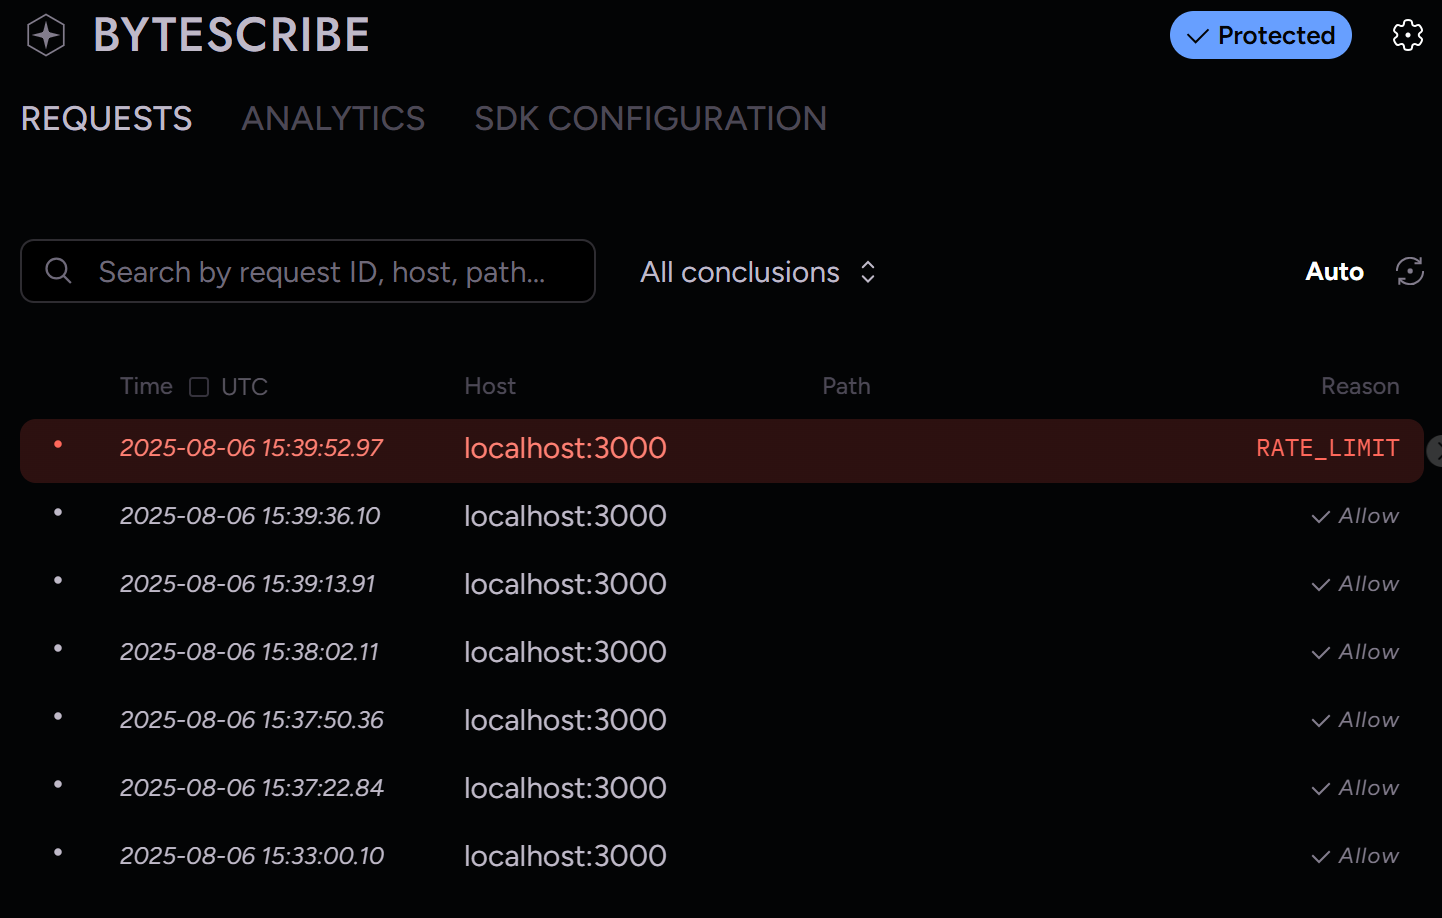 BYTESCRIBE
Protected
REQUESTS ANALYTICS SDK CONFIGURATION
Search by request ID, host, path...
All conclusions
Auto
Time UTC Host Path Reason
2025-08-06 15:39:52.97 localhost:3000 RATE_LIMIT
2025-08-06 15:39:36.10 localhost:3000 Allow
2025-08-06 15:39:13.91 localhost:3000 Allow
2025-08-06 15:38:02.11 localhost:3000 Allow
2025-08-06 15:37:50.36 localhost:3000 Allow
2025-08-06 15:37:22.84 localhost:3000 Allow
2025-08-06 15:33:00.10 localhost:3000 Allow